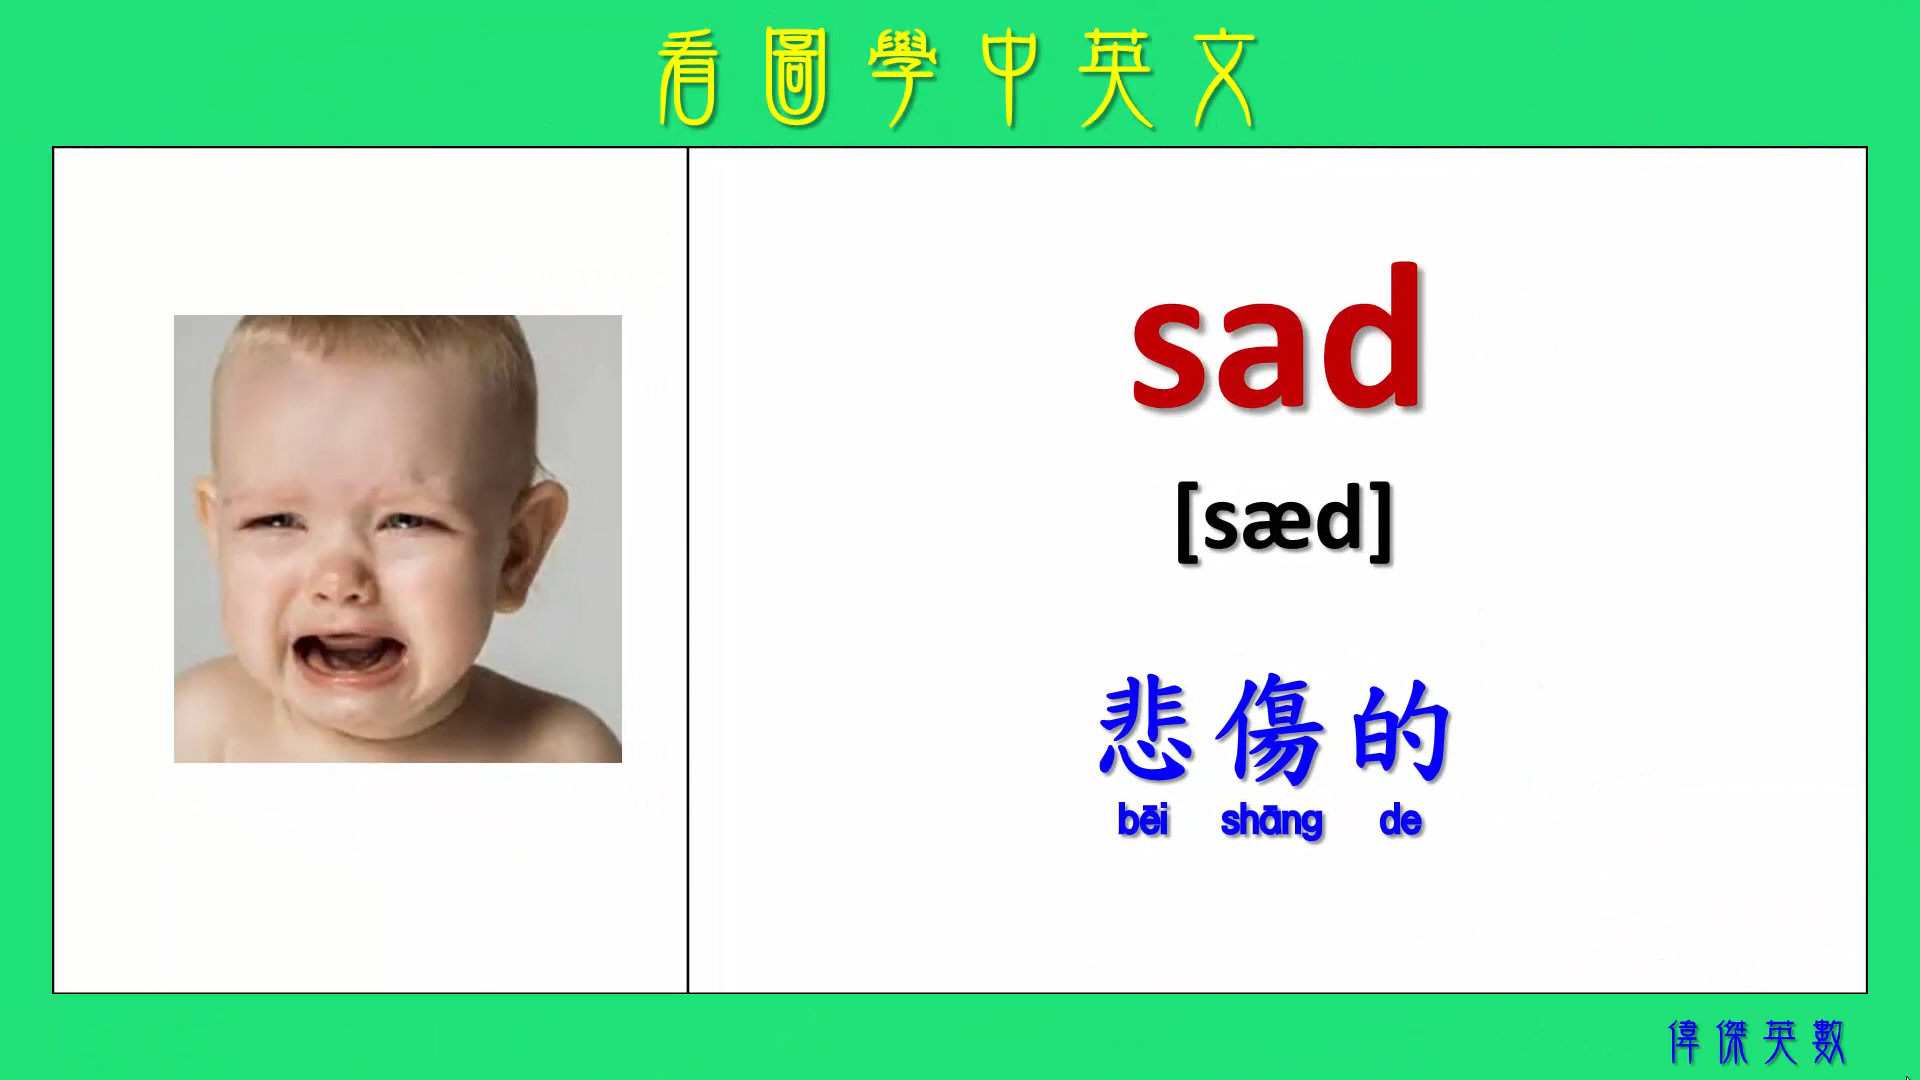 看圖學中英文
sad
[sæd]
悲傷的
bēi shāng de
偉傑英數